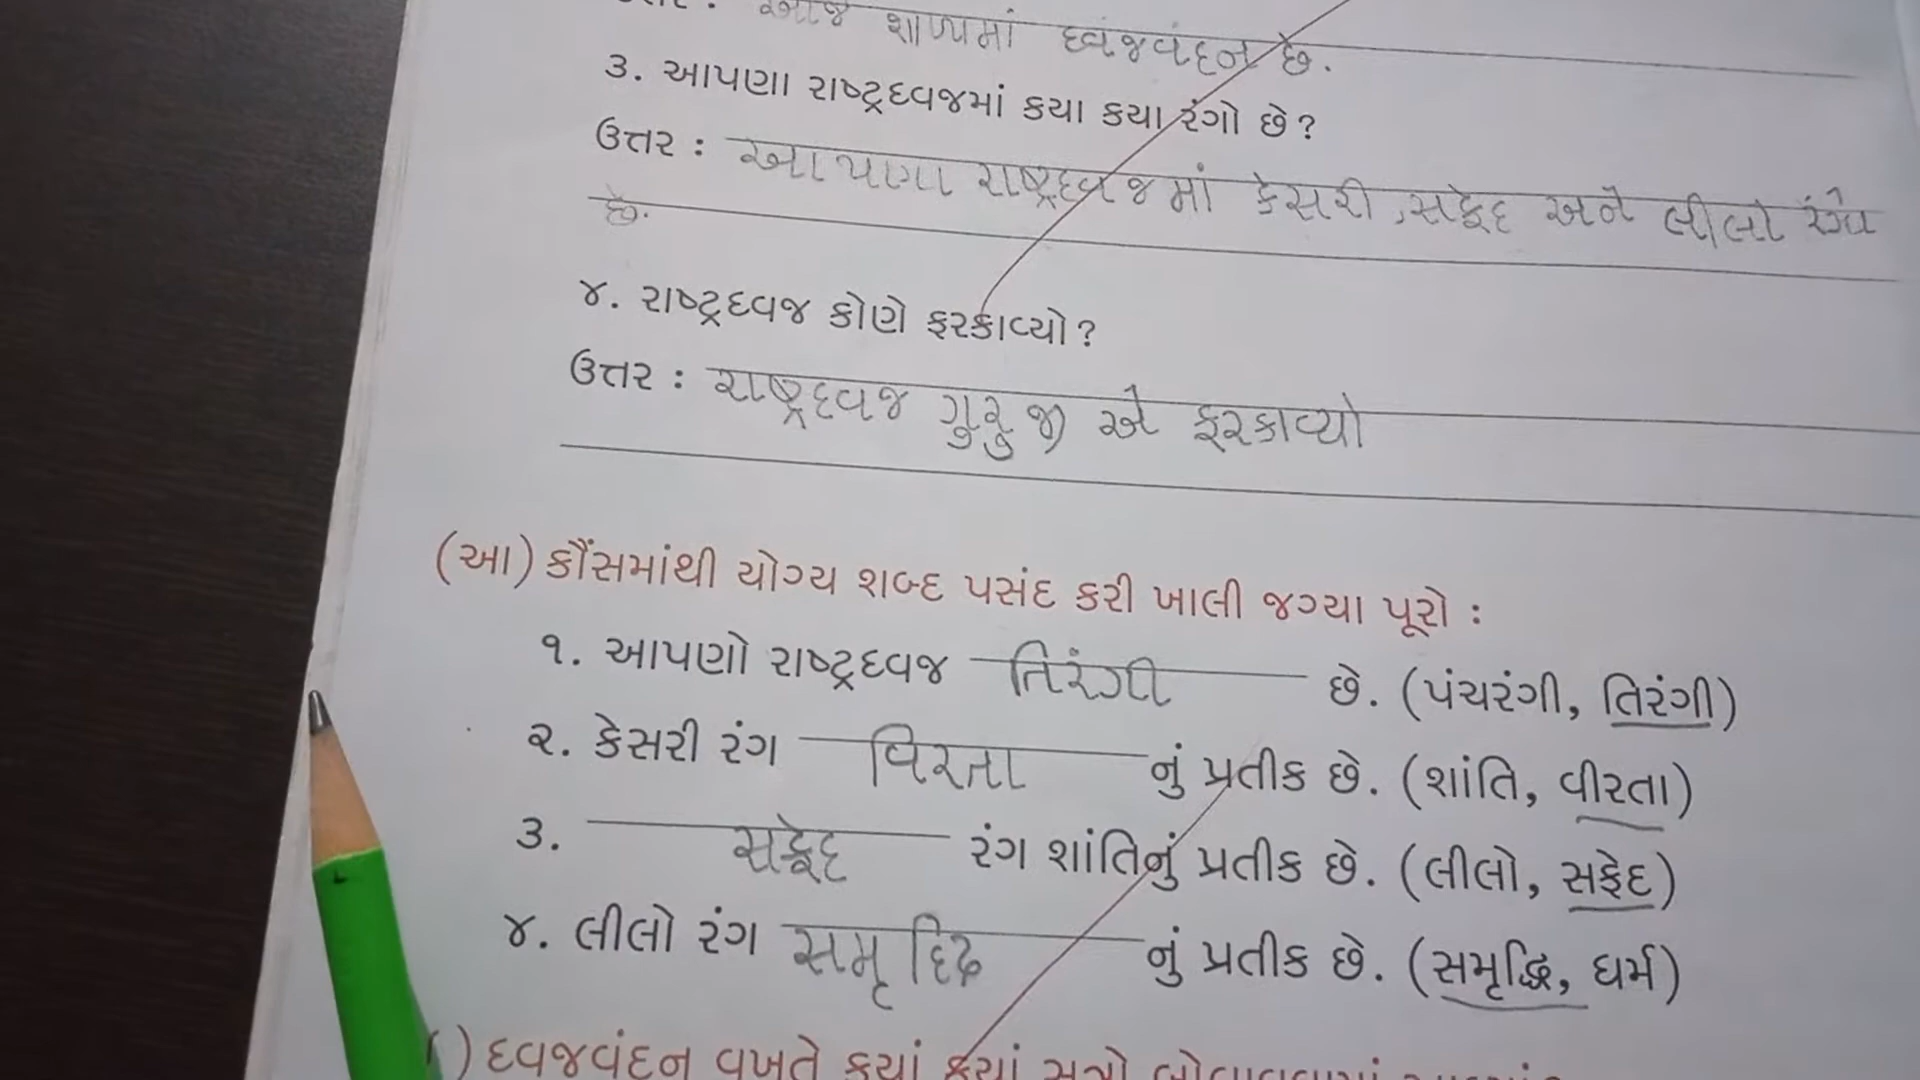 શાળામાં ધ્વજવંદન છે.
૩. આપણા રાષ્ટ્રધ્વજમાં કયા કયા રંગો છે?
ઉત્તર : આપણા રાષ્ટ્રધ્વજમાં કેસરી, સફેદ અને લીલો રંગ
છે.
૪. રાષ્ટ્રધ્વજ કોણે ફરકાવ્યો?
ઉત્તર : રાષ્ટ્રધ્વજ ગુરુજી એ ફરકાવ્યો
(આ) કૌંસમાંથી યોગ્ય શબ્દ પસંદ કરી ખાલી જગ્યા પૂરો :
૧. આપણો રાષ્ટ્રધ્વજ તિરંગી છે. (પંચરંગી, તિરંગી)
૨. કેસરી રંગ વિરતા નું પ્રતીક છે. (શાંતિ, વીરતા)
૩. સફેદ રંગ શાંતિનું પ્રતીક છે. (લીલો, સફેદ)
૪. લીલો રંગ સમૃદ્ધિ નું પ્રતીક છે. (સમૃદ્ધિ, ધર્મ)
) ધ્વજવંદન વખતે કયાં કયાં